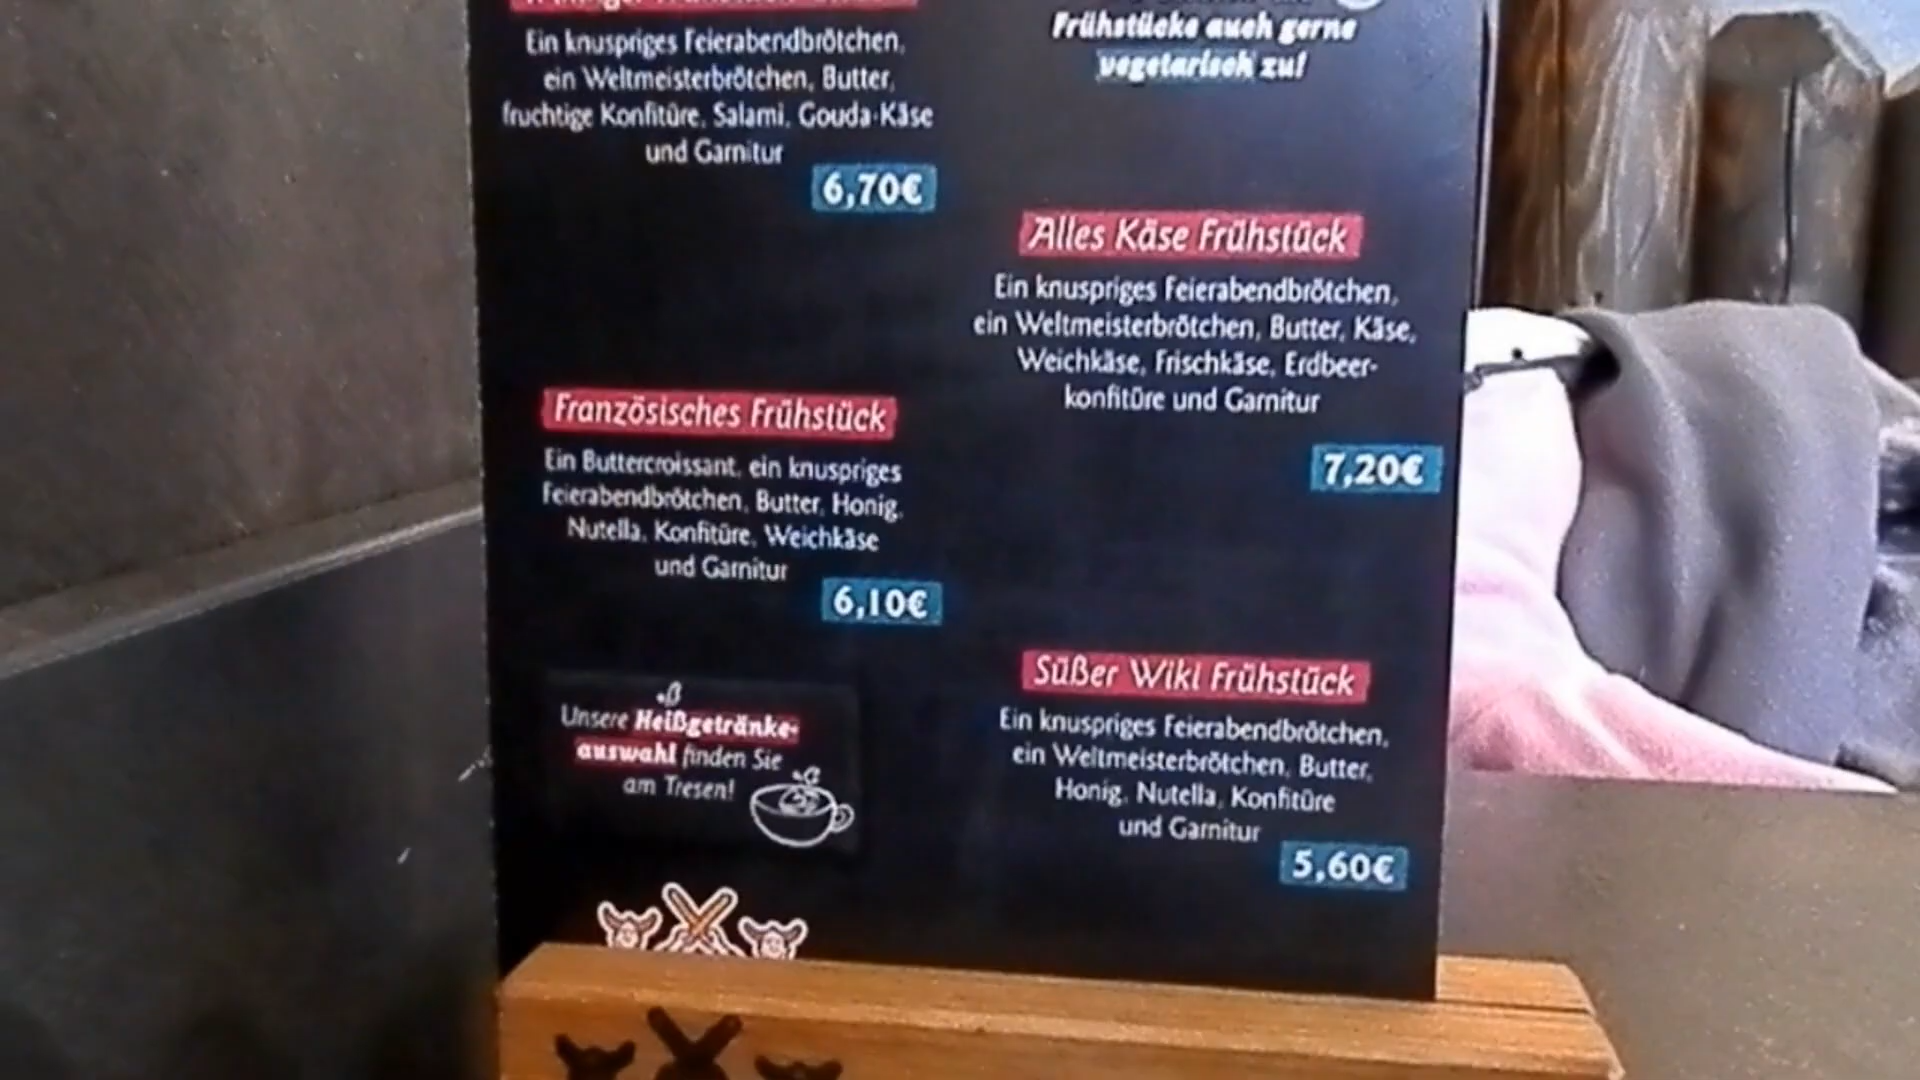 Ein knuspriges Feierabendbrötchen,
ein Weltmeisterbrötchen, Butter,
fruchtige Konfitüre, Salami, Gouda-Käse
und Garnitur
6,70€
Französisches Frühstück
Ein Buttercroissant, ein knuspriges
Feierabendbrötchen, Butter, Honig,
Nutella, Konfitüre, Weichkäse
und Garnitur
6,10€
Unsere Heißgetränke-
auswahl finden Sie
am Tresen!
Frühstücke auch gerne
vegetarisch zu!
Alles Käse Frühstück
Ein knuspriges Feierabendbrötchen,
ein Weltmeisterbrötchen, Butter, Käse,
Weichkäse, Frischkäse, Erdbeer-
konfitüre und Garnitur
7,20€
Süßer Wiki Frühstück
Ein knuspriges Feierabendbrötchen,
ein Weltmeisterbrötchen, Butter,
Honig, Nutella, Konfitüre
und Garnitur
5,60€